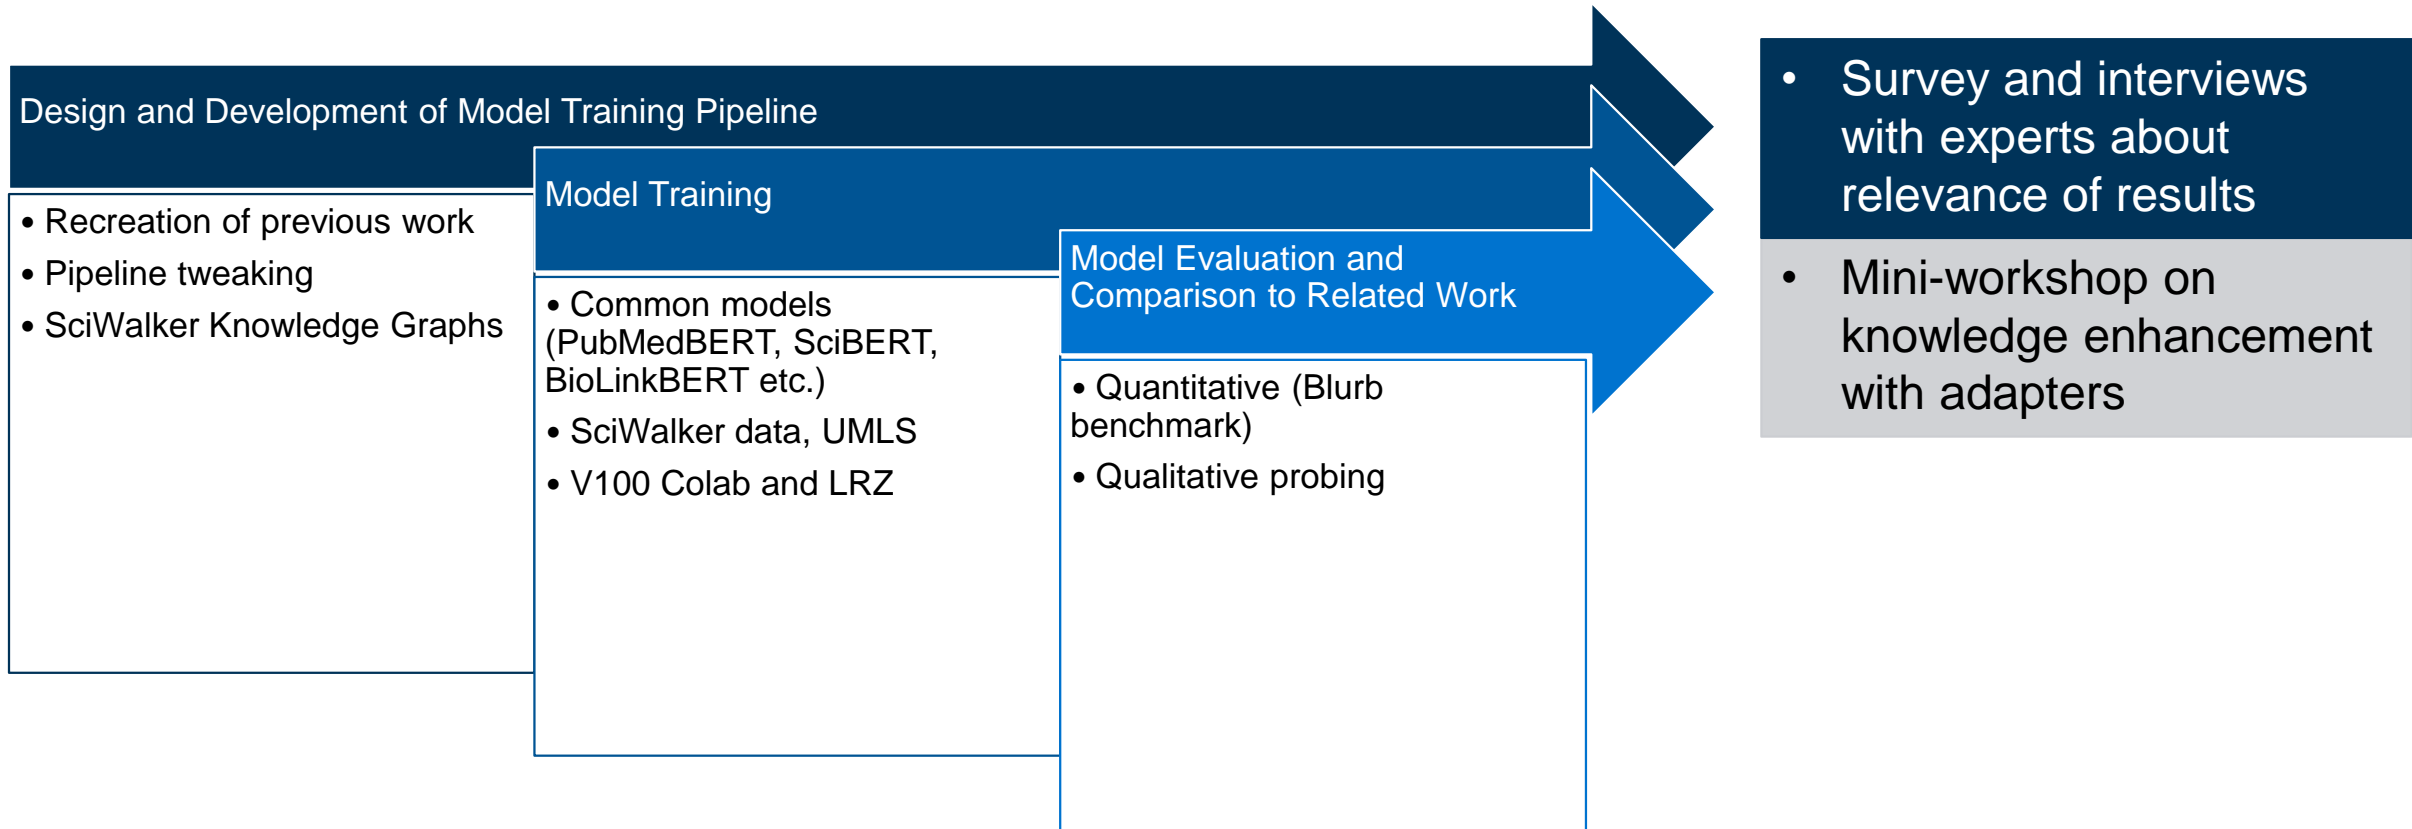 Design and Development of Model Training Pipeline
• Recreation of previous work
• Pipeline tweaking
• SciWalker Knowledge Graphs
Model Training
• Common models
(PubMedBERT, SciBERT,
BioLinkBERT etc.)
• SciWalker data, UMLS
• V100 Colab and LRZ
Model Evaluation and
Comparison to Related Work
• Quantitative (Blurb
benchmark)
• Qualitative probing
• Survey and interviews
with experts about
relevance of results
• Mini-workshop on
knowledge enhancement
with adapters